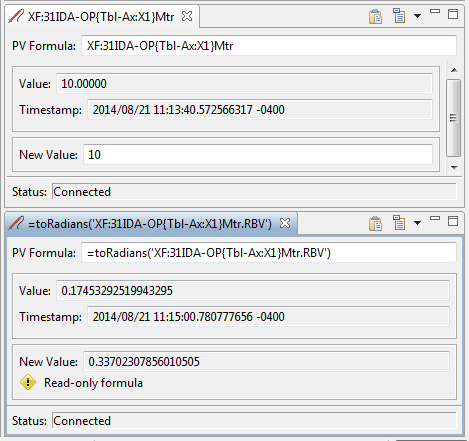 XF:31IDA-OP{Tbl-Ax:X1}Mtr
PV Formula: XF:31IDA-OP{Tbl-Ax:X1}Mtr
Value: 10.00000
Timestamp: 2014/08/21 11:13:40.572566317 -0400
New Value: 10
Status: Connected
=toRadians('XF:31IDA-OP{Tbl-Ax:X1}Mtr.RBV')
PV Formula: =toRadians('XF:31IDA-OP{Tbl-Ax:X1}Mtr.RBV')
Value: 0.17453292519943295
Timestamp: 2014/08/21 11:15:00.780777656 -0400
New Value: 0.33702307856010505
Read-only formula
Status: Connected